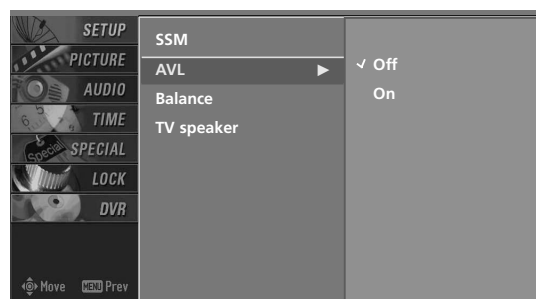 SETUP
PICTURE
AUDIO
TIME
SPECIAL
LOCK
DVR
Move MENU Prev
SSM
AVL
Balance
TV speaker
Off
On